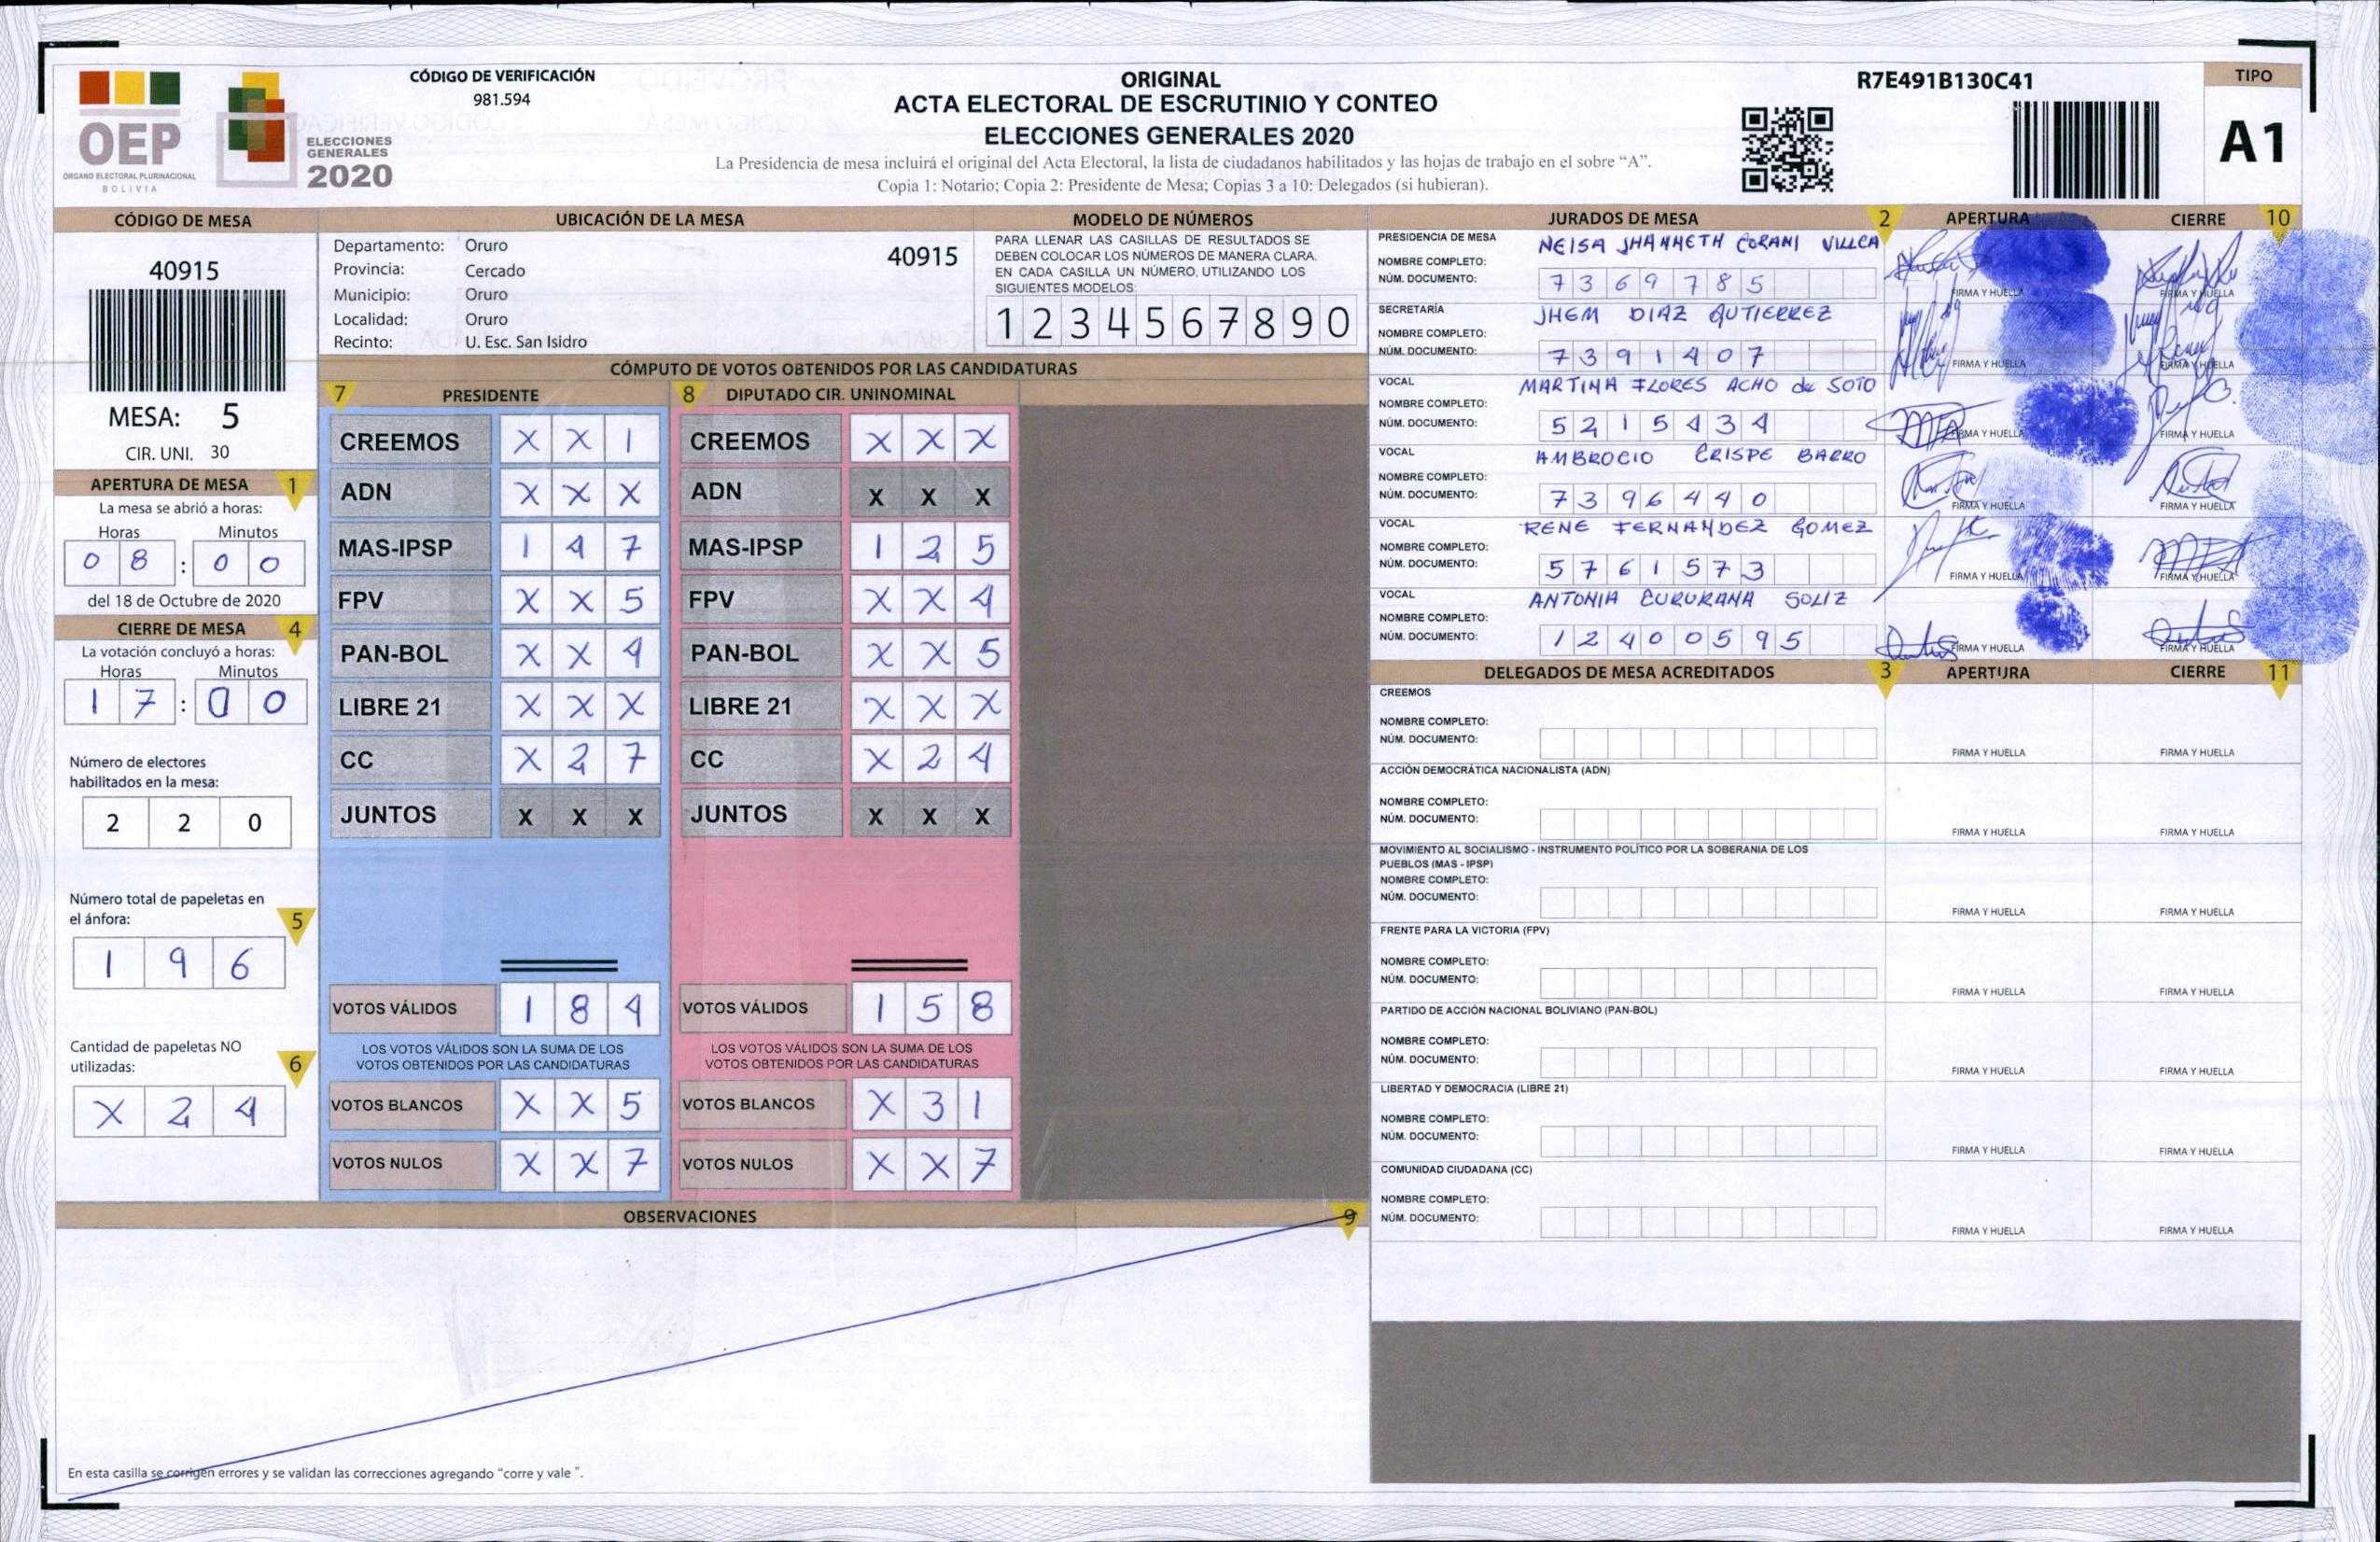 CÓDIGO DE VERIFICACIÓN
981.594
OEP
ÓRGANO ELECTORAL PLURINACIONAL
BOLIVIA
ELECCIONES
GENERALES
2020
ORIGINAL
ACTA ELECTORAL DE ESCRUTINIO Y CONTEO
ELECCIONES GENERALES 2020
La Presidencia de mesa incluirá el original del Acta Electoral, la lista de ciudadanos habilitados y las hojas de trabajo en el sobre “A”.
Copia 1: Notario; Copia 2: Presidente de Mesa; Copias 3 a 10: Delegados (si hubieran).
R7E491B130C41
TIPO
A1
CÓDIGO DE MESA
40915
MESA: 5
CIR. UNI. 30
APERTURA DE MESA 1
La mesa se abrió a horas:
Horas Minutos
0 8 : 0 0
del 18 de Octubre de 2020
CIERRE DE MESA 4
La votación concluyó a horas:
Horas Minutos
1 7 : 0 0
Número de electores
habilitados en la mesa:
2 2 0
Número total de papeletas en
el ánfora: 5
1 9 6
Cantidad de papeletas NO
utilizadas: 6
X 2 4
UBICACIÓN DE LA MESA
Departamento: Oruro
40915
Provincia: Cercado
Municipio: Oruro
Localidad: Oruro
Recinto: U. Esc. San Isidro
MODELO DE NÚMEROS
PARA LLENAR LAS CASILLAS DE RESULTADOS SE
DEBEN COLOCAR LOS NÚMEROS DE MANERA CLARA.
EN CADA CASILLA UN NÚMERO, UTILIZANDO LOS
SIGUIENTES MODELOS:
1 2 3 4 5 6 7 8 9 0
CÓMPUTO DE VOTOS OBTENIDOS POR LAS CANDIDATURAS
7 PRESIDENTE
CREEMOS X X 1
ADN X X X
MAS-IPSP 1 4 7
FPV X X 5
PAN-BOL X X 4
LIBRE 21 X X X
CC X 2 7
JUNTOS X X X
VOTOS VÁLIDOS 1 8 4
LOS VOTOS VÁLIDOS SON LA SUMA DE LOS
VOTOS OBTENIDOS POR LAS CANDIDATURAS
VOTOS BLANCOS X X 5
VOTOS NULOS X X 7
8 DIPUTADO CIR. UNINOMINAL
CREEMOS X X X
ADN X X X
MAS-IPSP 1 2 5
FPV X X 4
PAN-BOL X X 5
LIBRE 21 X X X
CC X 2 4
JUNTOS X X X
VOTOS VÁLIDOS 1 5 8
LOS VOTOS VÁLIDOS SON LA SUMA DE LOS
VOTOS OBTENIDOS POR LAS CANDIDATURAS
VOTOS BLANCOS X 3 1
VOTOS NULOS X X 7
OBSERVACIONES 9
En esta casilla se corrigen errores y se validan las correcciones agregando “corre y vale ”.
JURADOS DE MESA 2 APERTURA CIERRE 10
PRESIDENCIA DE MESA NEISA JHANNETH CORANI VILLCA
NOMBRE COMPLETO:
NÚM. DOCUMENTO: 7 3 6 9 7 8 5
FIRMA Y HUELLA FIRMA Y HUELLA
SECRETARÍA JHEM DIAZ GUTIERREZ
NOMBRE COMPLETO:
NÚM. DOCUMENTO: 7 3 9 1 4 0 7
FIRMA Y HUELLA FIRMA Y HUELLA
VOCAL MARTINA FLORES ACHO de SOTO
NOMBRE COMPLETO:
NÚM. DOCUMENTO: 5 2 1 5 4 3 4
FIRMA Y HUELLA FIRMA Y HUELLA
VOCAL AMBROCIO CRISPE BARRO
NOMBRE COMPLETO:
NÚM. DOCUMENTO: 7 3 9 6 4 4 0
FIRMA Y HUELLA FIRMA Y HUELLA
VOCAL RENE FERNANDEZ GOMEZ
NOMBRE COMPLETO:
NÚM. DOCUMENTO: 5 7 6 1 5 7 3
FIRMA Y HUELLA FIRMA Y HUELLA
VOCAL ANTONIA CURURANA SOLIZ
NOMBRE COMPLETO:
NÚM. DOCUMENTO: 1 2 4 0 0 5 9 5
FIRMA Y HUELLA FIRMA Y HUELLA
DELEGADOS DE MESA ACREDITADOS 3 APERTURA CIERRE 11
CREEMOS
NOMBRE COMPLETO:
NÚM. DOCUMENTO:
FIRMA Y HUELLA FIRMA Y HUELLA
ACCIÓN DEMOCRÁTICA NACIONALISTA (ADN)
NOMBRE COMPLETO:
NÚM. DOCUMENTO:
FIRMA Y HUELLA FIRMA Y HUELLA
MOVIMIENTO AL SOCIALISMO - INSTRUMENTO POLÍTICO POR LA SOBERANIA DE LOS
PUEBLOS (MAS - IPSP)
NOMBRE COMPLETO:
NÚM. DOCUMENTO:
FIRMA Y HUELLA FIRMA Y HUELLA
FRENTE PARA LA VICTORIA (FPV)
NOMBRE COMPLETO:
NÚM. DOCUMENTO:
FIRMA Y HUELLA FIRMA Y HUELLA
PARTIDO DE ACCIÓN NACIONAL BOLIVIANO (PAN-BOL)
NOMBRE COMPLETO:
NÚM. DOCUMENTO:
FIRMA Y HUELLA FIRMA Y HUELLA
LIBERTAD Y DEMOCRACIA (LIBRE 21)
NOMBRE COMPLETO:
NÚM. DOCUMENTO:
FIRMA Y HUELLA FIRMA Y HUELLA
COMUNIDAD CIUDADANA (CC)
NOMBRE COMPLETO:
NÚM. DOCUMENTO:
FIRMA Y HUELLA FIRMA Y HUELLA